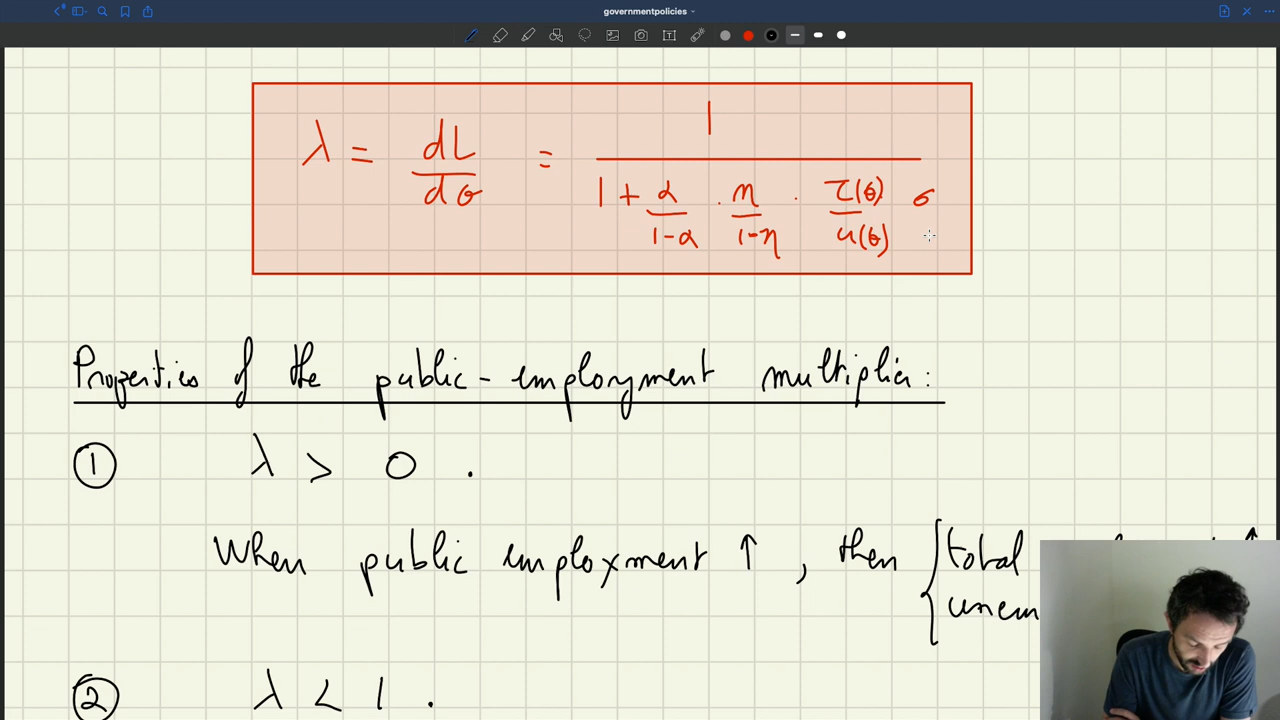 governmentpolicies
λ = dL/dσ = 1 / (1 + α/(1-α) · η/(1-η) · τ(θ)/u(θ) σ)
Properties of the public-employment multiplier:
① λ > 0 .
When public employment ↑ , then { total
unem
② λ < 1 .